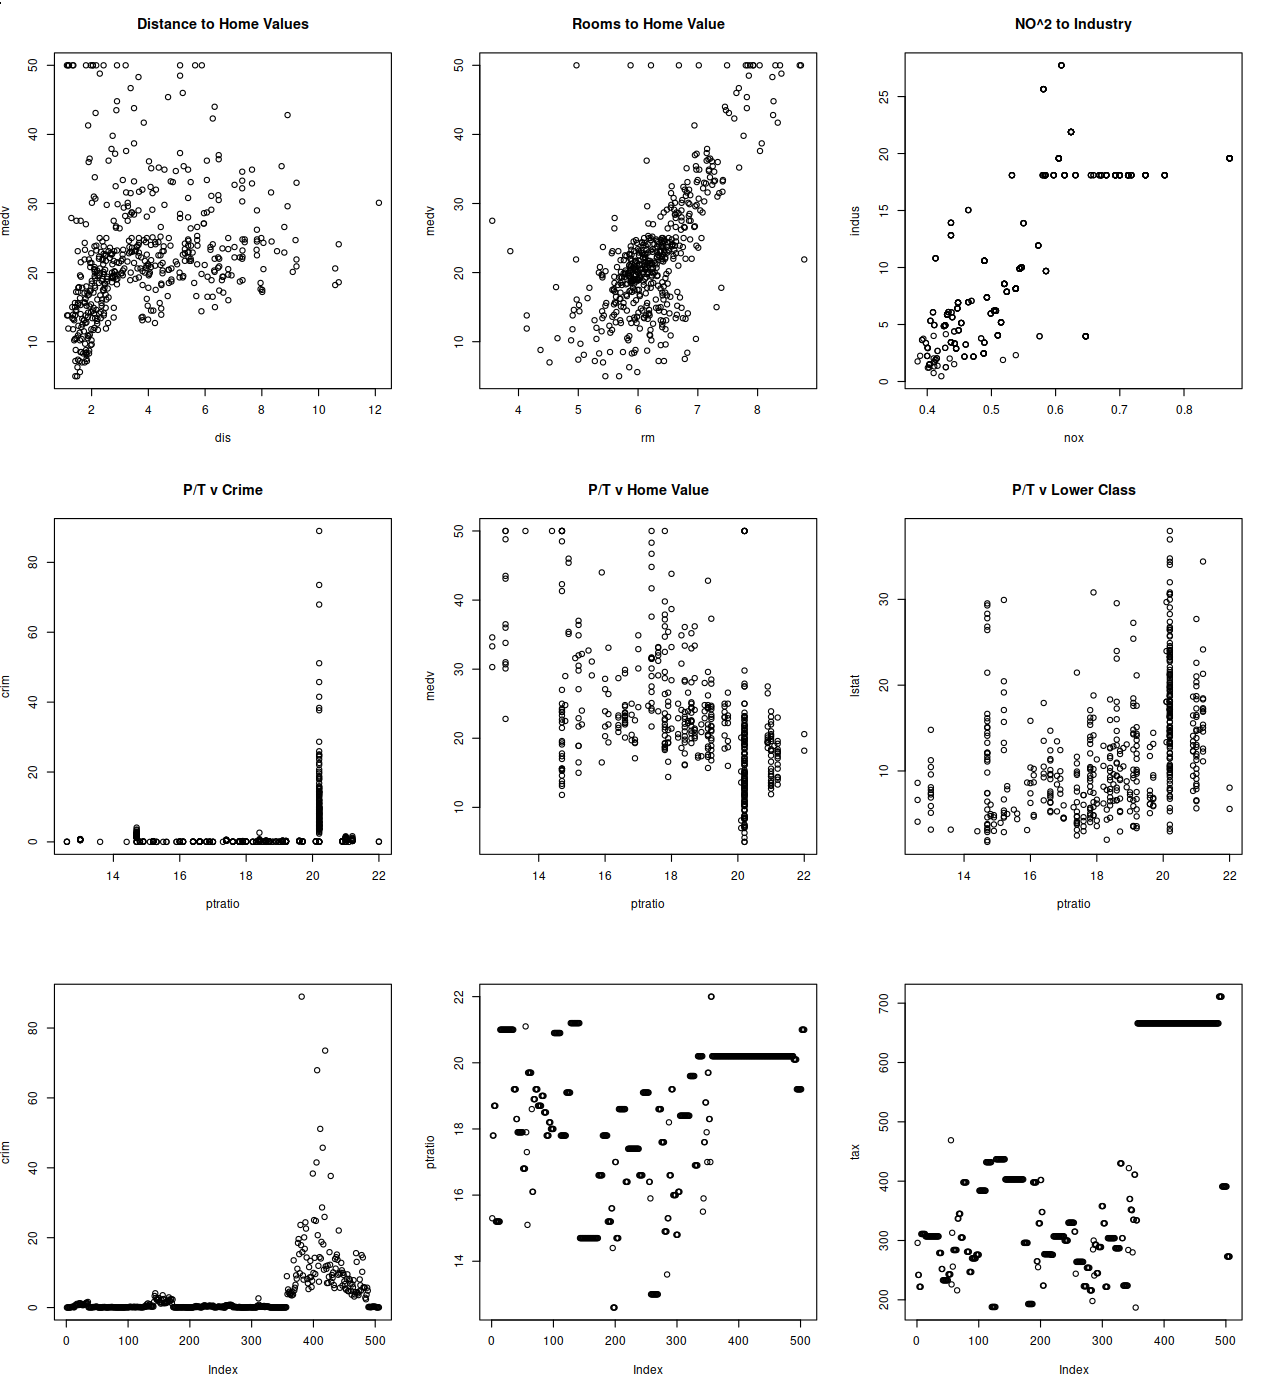 Distance to Home Values
Rooms to Home Value
NO^2 to Industry
medv
10 20 30 40 50
2 4 6 8 10 12
dis
medv
10 20 30 40 50
4 5 6 7 8
rm
indus
0 5 10 15 20 25
0.4 0.5 0.6 0.7 0.8
nox
P/T v Crime
P/T v Home Value
P/T v Lower Class
crim
0 20 40 60 80
14 16 18 20 22
ptratio
medv
10 20 30 40 50
14 16 18 20 22
ptratio
lstat
10 20 30
14 16 18 20 22
ptratio
crim
0 20 40 60 80
0 100 200 300 400 500
Index
ptratio
14 16 18 20 22
0 100 200 300 400 500
Index
tax
200 300 400 500 600 700
0 100 200 300 400 500
Index